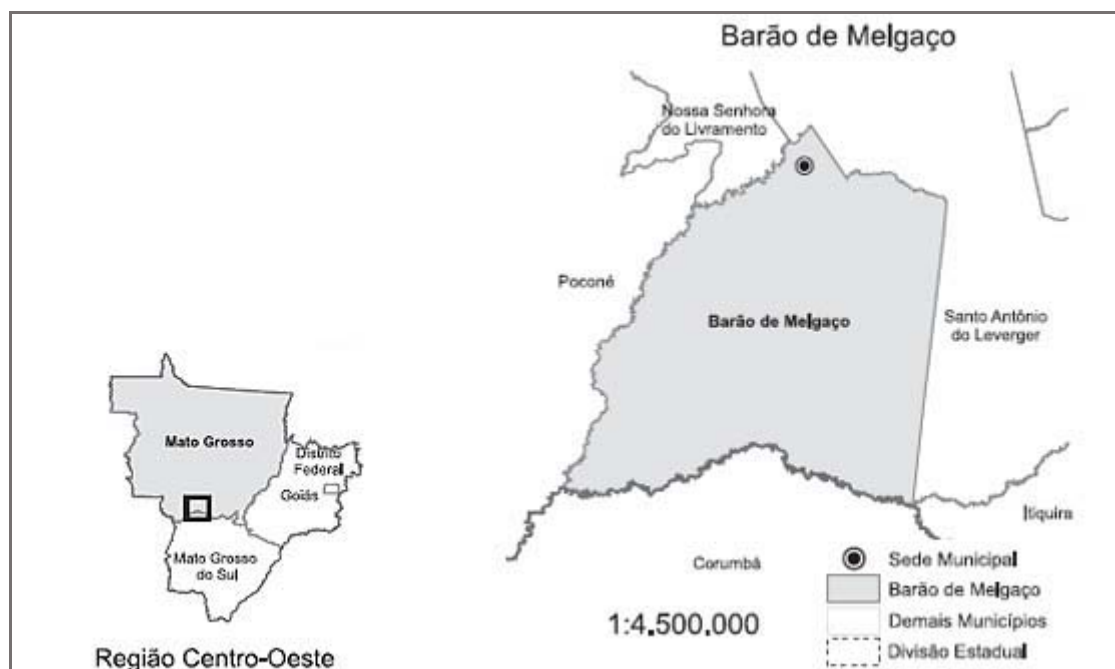 Barão de Melgaço
Nossa Senhora
do Livramento
Poconé
Barão de Melgaço
Santo Antônio
do Leverger
Mato Grosso
Distrito
Federal
Goiás
Mato Grosso
do Sul
Itiquira
Corumbá
Sede Municipal
Barão de Melgaço
1:4.500,000
Demais Municípios
Divisão Estadual
Região Centro-Oeste